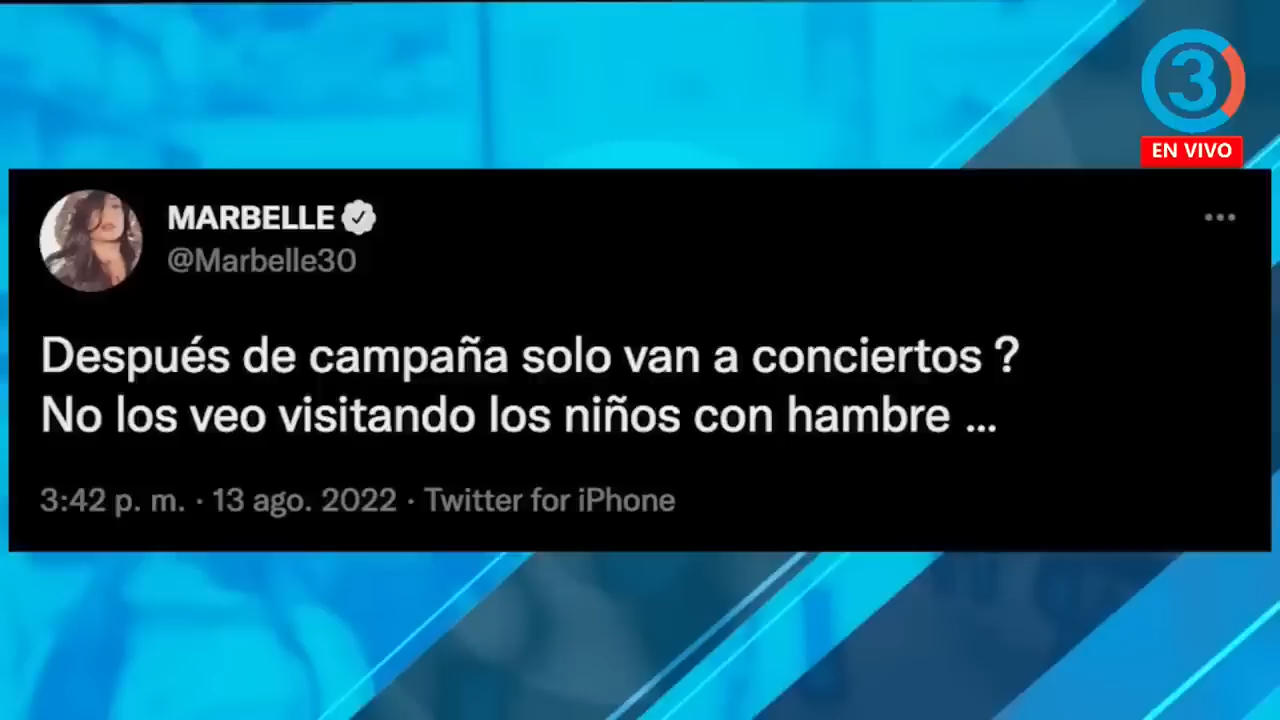 3
EN VIVO
MARBELLE
@Marbelle30
Después de campaña solo van a conciertos ?
No los veo visitando los niños con hambre ...
3:42 p. m. · 13 ago. 2022 · Twitter for iPhone